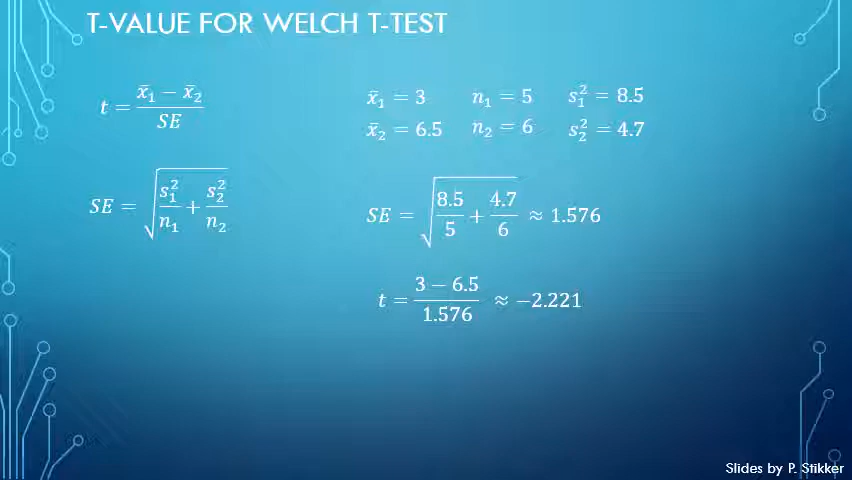 T-VALUE FOR WELCH T-TEST
t = (x̄₁ − x̄₂) / SE
x̄₁ = 3 n₁ = 5 s₁² = 8.5
x̄₂ = 6.5 n₂ = 6 s₂² = 4.7
SE = √(s₁²/n₁ + s₂²/n₂)
SE = √(8.5/5 + 4.7/6) ≈ 1.576
t = (3 − 6.5) / 1.576 ≈ −2.221
Slides by P. Stikker